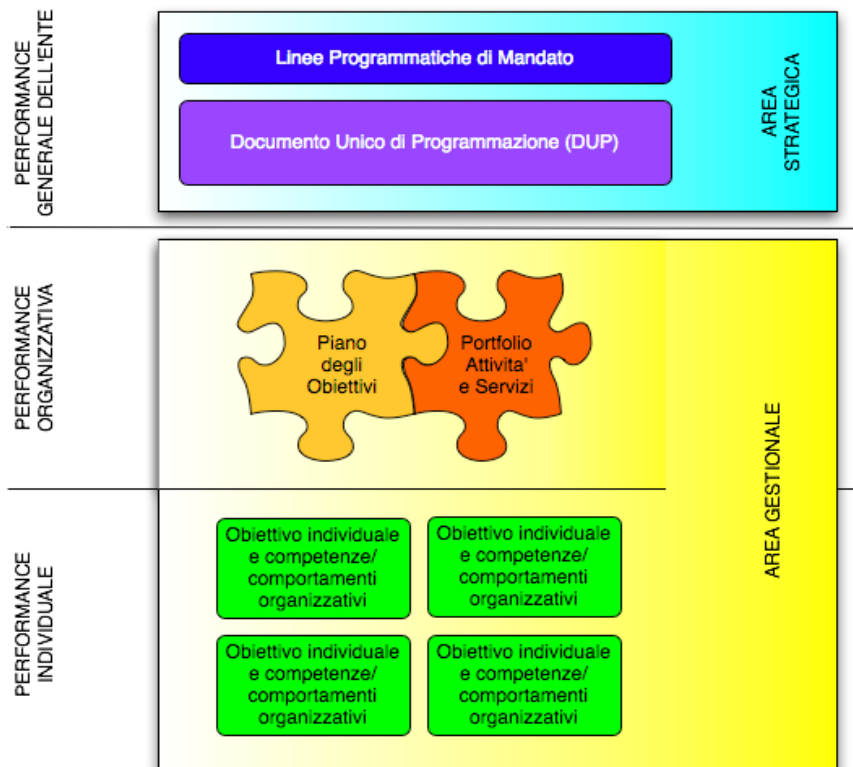 PERFORMANCE
GENERALE DELL'ENTE
Linee Programmatiche di Mandato
Documento Unico di Programmazione (DUP)
AREA
STRATEGICA
PERFORMANCE
ORGANIZZATIVA
Piano
degli
Obiettivi
Portfolio
Attivita'
e Servizi
AREA GESTIONALE
PERFORMANCE
INDIVIDUALE
Obiettivo individuale
e competenze/
comportamenti
organizzativi
Obiettivo individuale
e competenze/
comportamenti
organizzativi
Obiettivo individuale
e competenze/
comportamenti
organizzativi
Obiettivo individuale
e competenze/
comportamenti
organizzativi